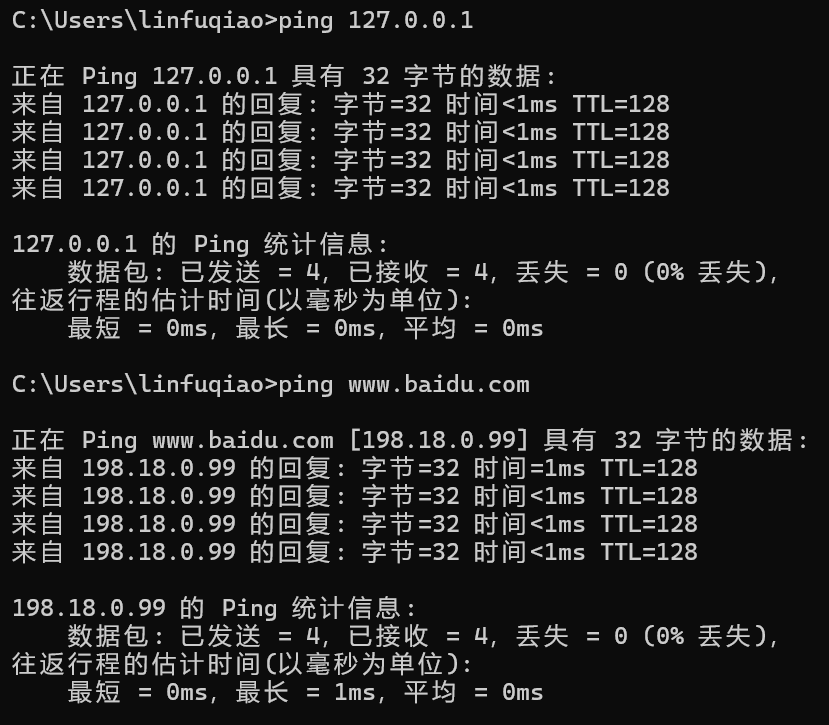 C:\Users\linfuqiao>ping 127.0.0.1
正在 Ping 127.0.0.1 具有 32 字节的数据:
来自 127.0.0.1 的回复: 字节=32 时间<1ms TTL=128
来自 127.0.0.1 的回复: 字节=32 时间<1ms TTL=128
来自 127.0.0.1 的回复: 字节=32 时间<1ms TTL=128
来自 127.0.0.1 的回复: 字节=32 时间<1ms TTL=128
127.0.0.1 的 Ping 统计信息:
    数据包: 已发送 = 4，已接收 = 4，丢失 = 0 (0% 丢失)，
往返行程的估计时间(以毫秒为单位):
    最短 = 0ms，最长 = 0ms，平均 = 0ms
C:\Users\linfuqiao>ping www.baidu.com
正在 Ping www.baidu.com [198.18.0.99] 具有 32 字节的数据:
来自 198.18.0.99 的回复: 字节=32 时间=1ms TTL=128
来自 198.18.0.99 的回复: 字节=32 时间<1ms TTL=128
来自 198.18.0.99 的回复: 字节=32 时间<1ms TTL=128
来自 198.18.0.99 的回复: 字节=32 时间<1ms TTL=128
198.18.0.99 的 Ping 统计信息:
    数据包: 已发送 = 4，已接收 = 4，丢失 = 0 (0% 丢失)，
往返行程的估计时间(以毫秒为单位):
    最短 = 0ms，最长 = 1ms，平均 = 0ms